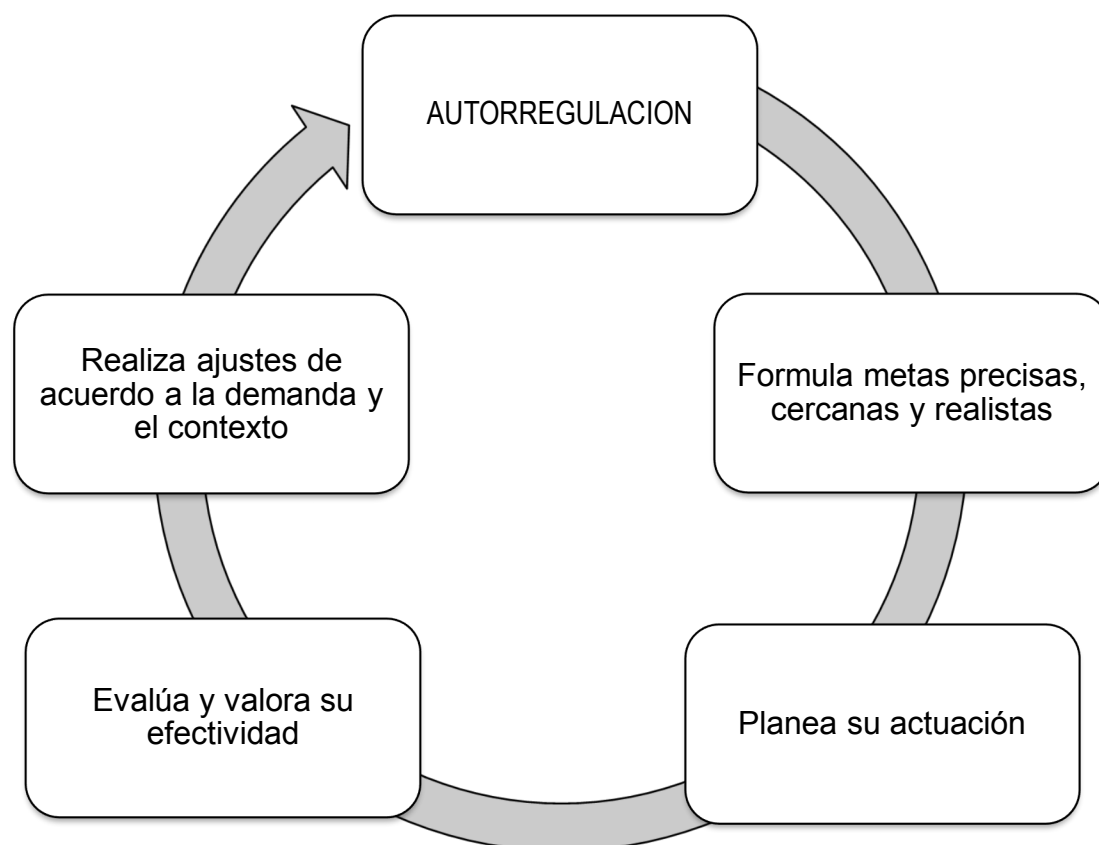 AUTORREGULACION
Formula metas precisas,
cercanas y realistas
Planea su actuación
Evalúa y valora su
efectividad
Realiza ajustes de
acuerdo a la demanda y
el contexto